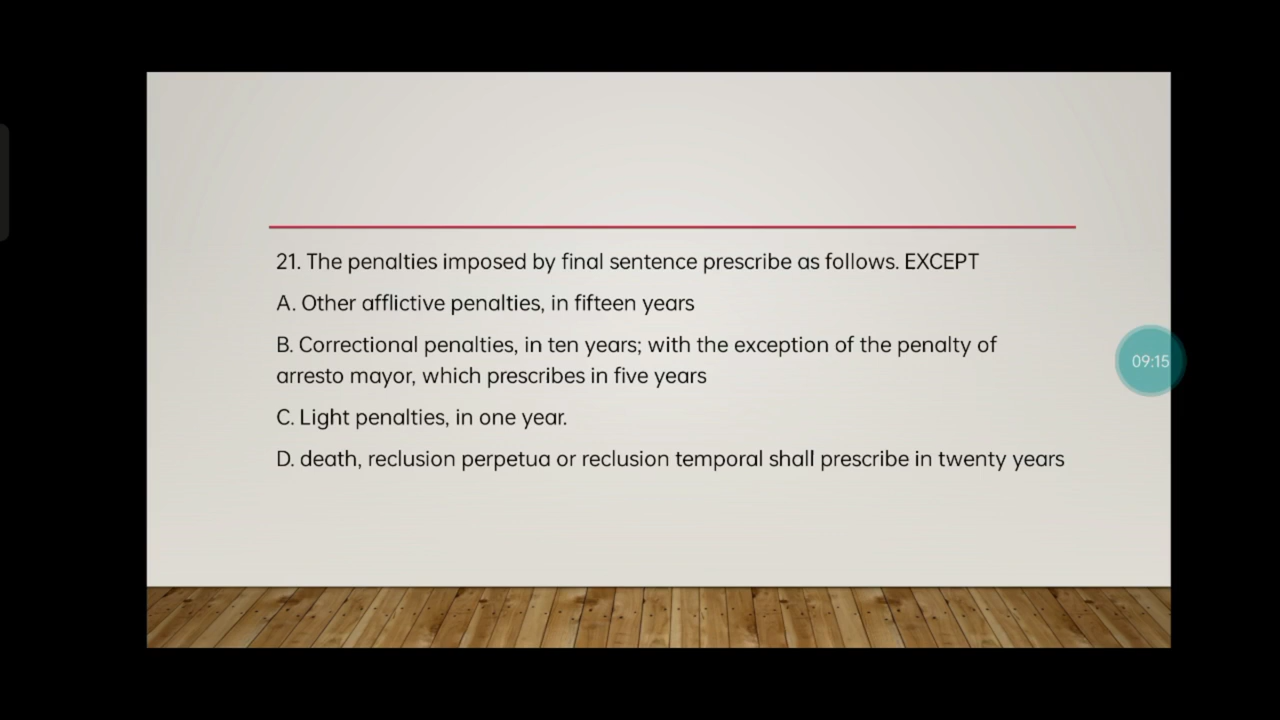 21. The penalties imposed by final sentence prescribe as follows. EXCEPT
A. Other afflictive penalties, in fifteen years
B. Correctional penalties, in ten years; with the exception of the penalty of
arresto mayor, which prescribes in five years
09:15
C. Light penalties, in one year.
D. death, reclusion perpetua or reclusion temporal shall prescribe in twenty years